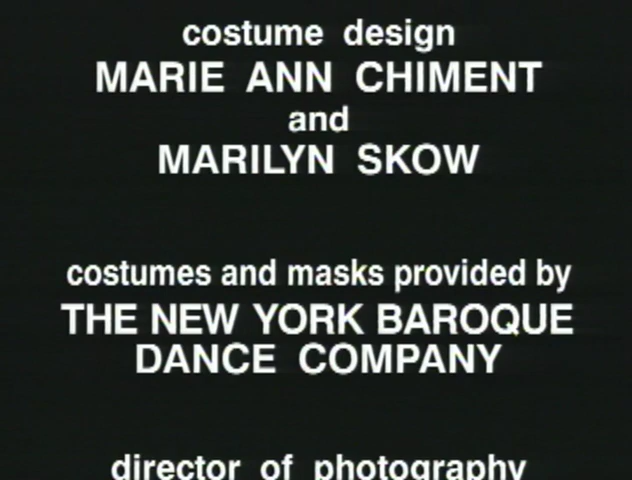 costume design
MARIE ANN CHIMENT
and
MARILYN SKOW
costumes and masks provided by
THE NEW YORK BAROQUE
DANCE COMPANY
director of photography